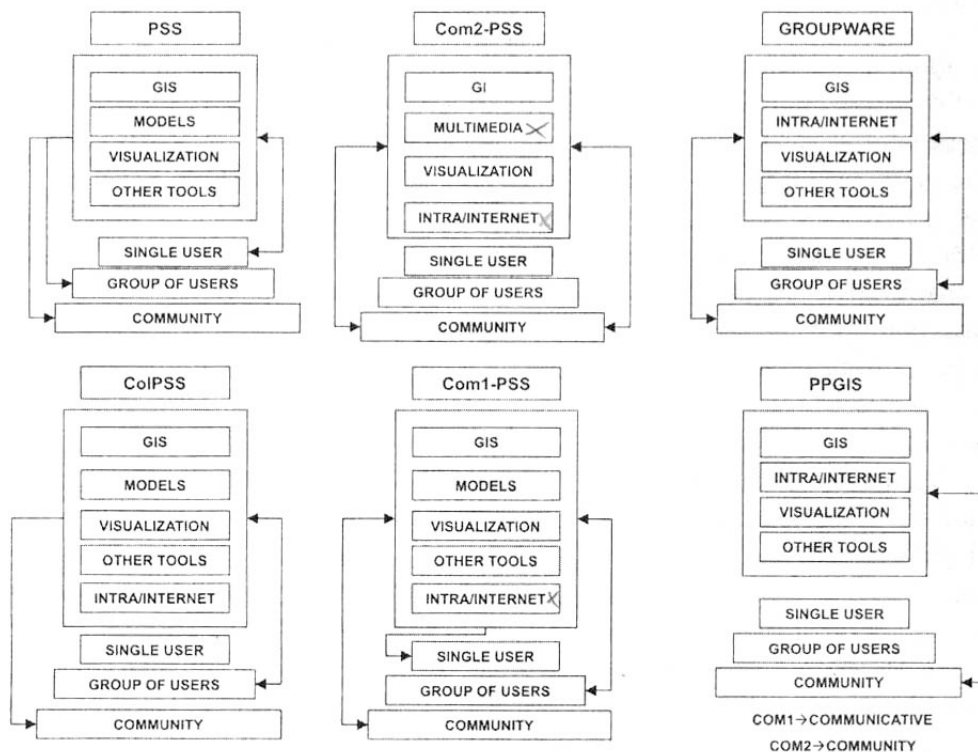 PSS
GIS
MODELS
VISUALIZATION
OTHER TOOLS
SINGLE USER
GROUP OF USERS
COMMUNITY
Com2-PSS
GI
MULTIMEDIA
VISUALIZATION
INTRA/INTERNET
SINGLE USER
GROUP OF USERS
COMMUNITY
GROUPWARE
GIS
INTRA/INTERNET
VISUALIZATION
OTHER TOOLS
SINGLE USER
GROUP OF USERS
COMMUNITY
ColPSS
GIS
MODELS
VISUALIZATION
OTHER TOOLS
INTRA/INTERNET
SINGLE USER
GROUP OF USERS
COMMUNITY
Com1-PSS
GIS
MODELS
VISUALIZATION
OTHER TOOLS
INTRA/INTERNET
SINGLE USER
GROUP OF USERS
COMMUNITY
PPGIS
GIS
INTRA/INTERNET
VISUALIZATION
OTHER TOOLS
SINGLE USER
GROUP OF USERS
COMMUNITY
COM1→COMMUNICATIVE
COM2→COMMUNITY